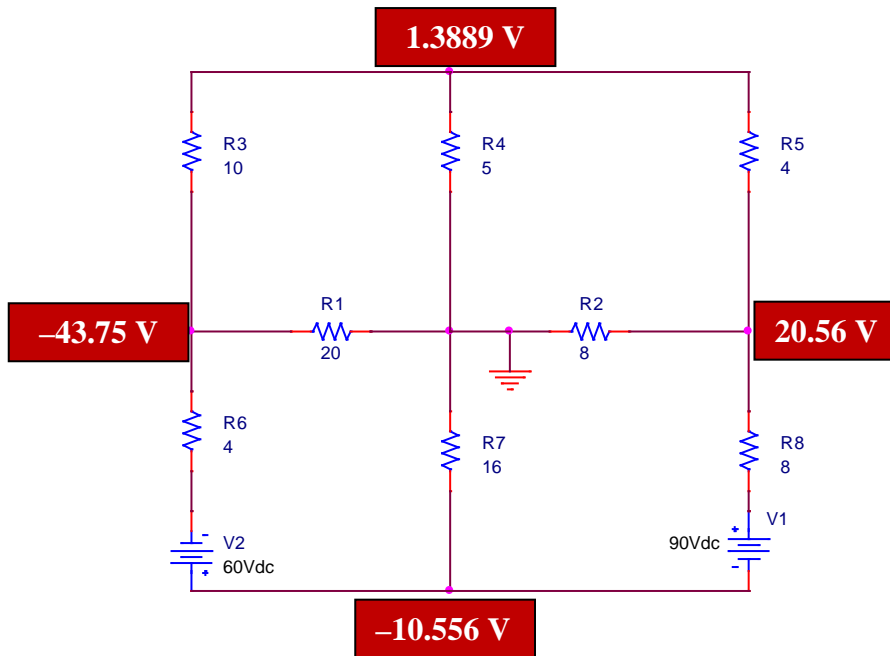 1.3889 V
R3
10
R4
5
R5
4
–43.75 V
R1
20
R2
8
20.56 V
R6
4
R7
16
R8
8
-
V2
+
60Vdc
+
V1
90Vdc
-
–10.556 V